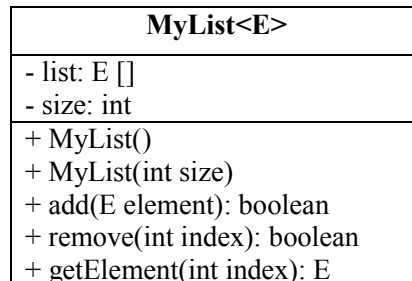 MyList<E>
- list: E []
- size: int
+ MyList()
+ MyList(int size)
+ add(E element): boolean
+ remove(int index): boolean
+ getElement(int index): E